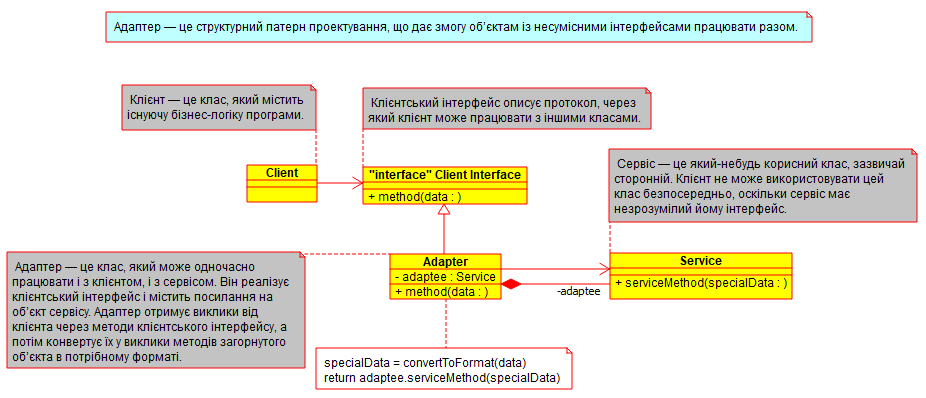 Адаптер — це структурний патерн проектування, що дає змогу об’єктам із несумісними інтерфейсами працювати разом.
Клієнт — це клас, який містить
існуючу бізнес-логіку програми.
Клієнтський інтерфейс описує протокол, через
який клієнт може працювати з іншими класами.
Сервіс — це який-небудь корисний клас, зазвичай
сторонній. Клієнт не може використовувати цей
клас безпосередньо, оскільки сервіс має
незрозумілий йому інтерфейс.
Client
"interface" Client Interface
+ method(data : )
Адаптер — це клас, який може одночасно
працювати і з клієнтом, і з сервісом. Він реалізує
клієнтський інтерфейс і містить посилання на
об’єкт сервісу. Адаптер отримує виклики від
клієнта через методи клієнтського інтерфейсу, а
потім конвертує їх у виклики методів загорнутого
об’єкта в потрібному форматі.
Adapter
- adaptee : Service
+ method(data : )
-adaptee
Service
+ serviceMethod(specialData : )
specialData = convertToFormat(data)
return adaptee.serviceMethod(specialData)